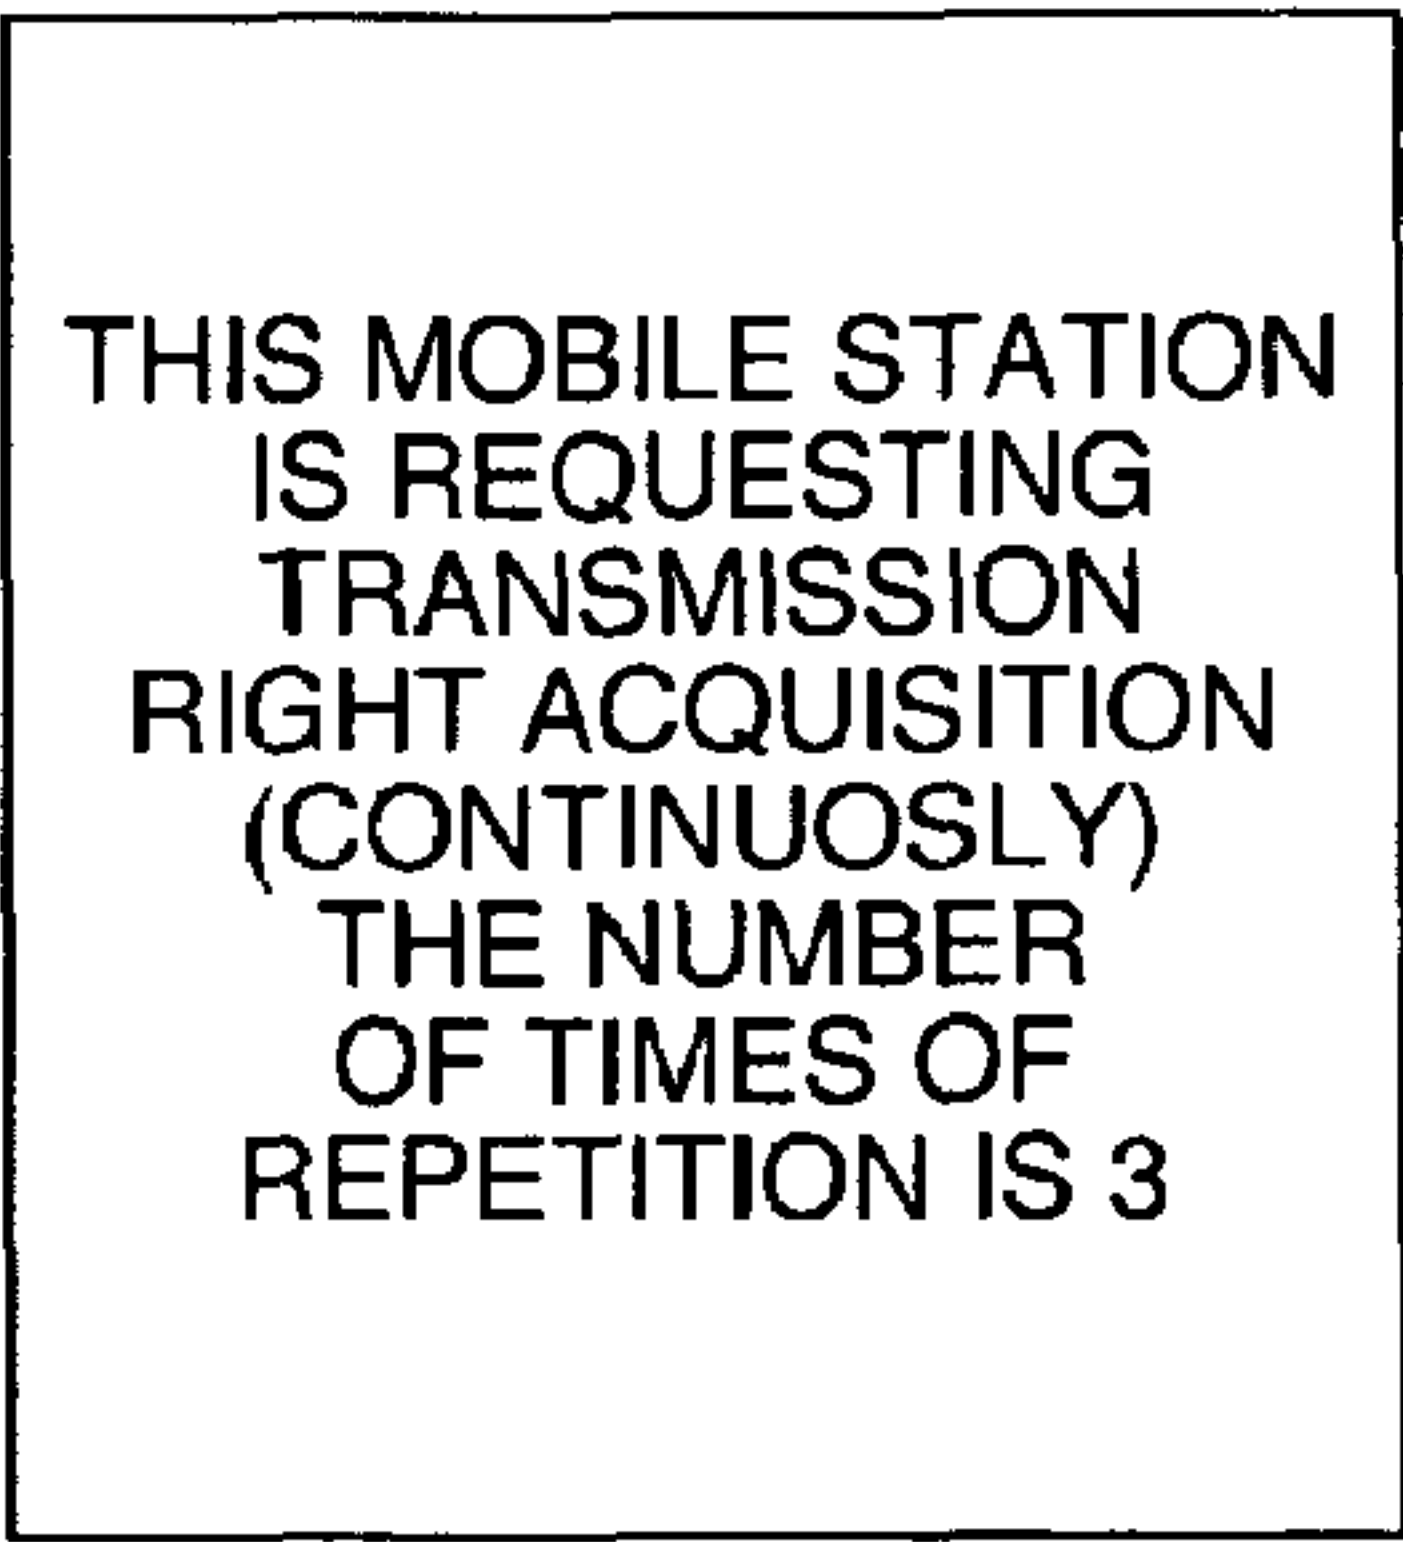 THIS MOBILE STATION
IS REQUESTING
TRANSMISSION
RIGHT ACQUISITION
(CONTINUOSLY)
THE NUMBER
OF TIMES OF
REPETITION IS 3